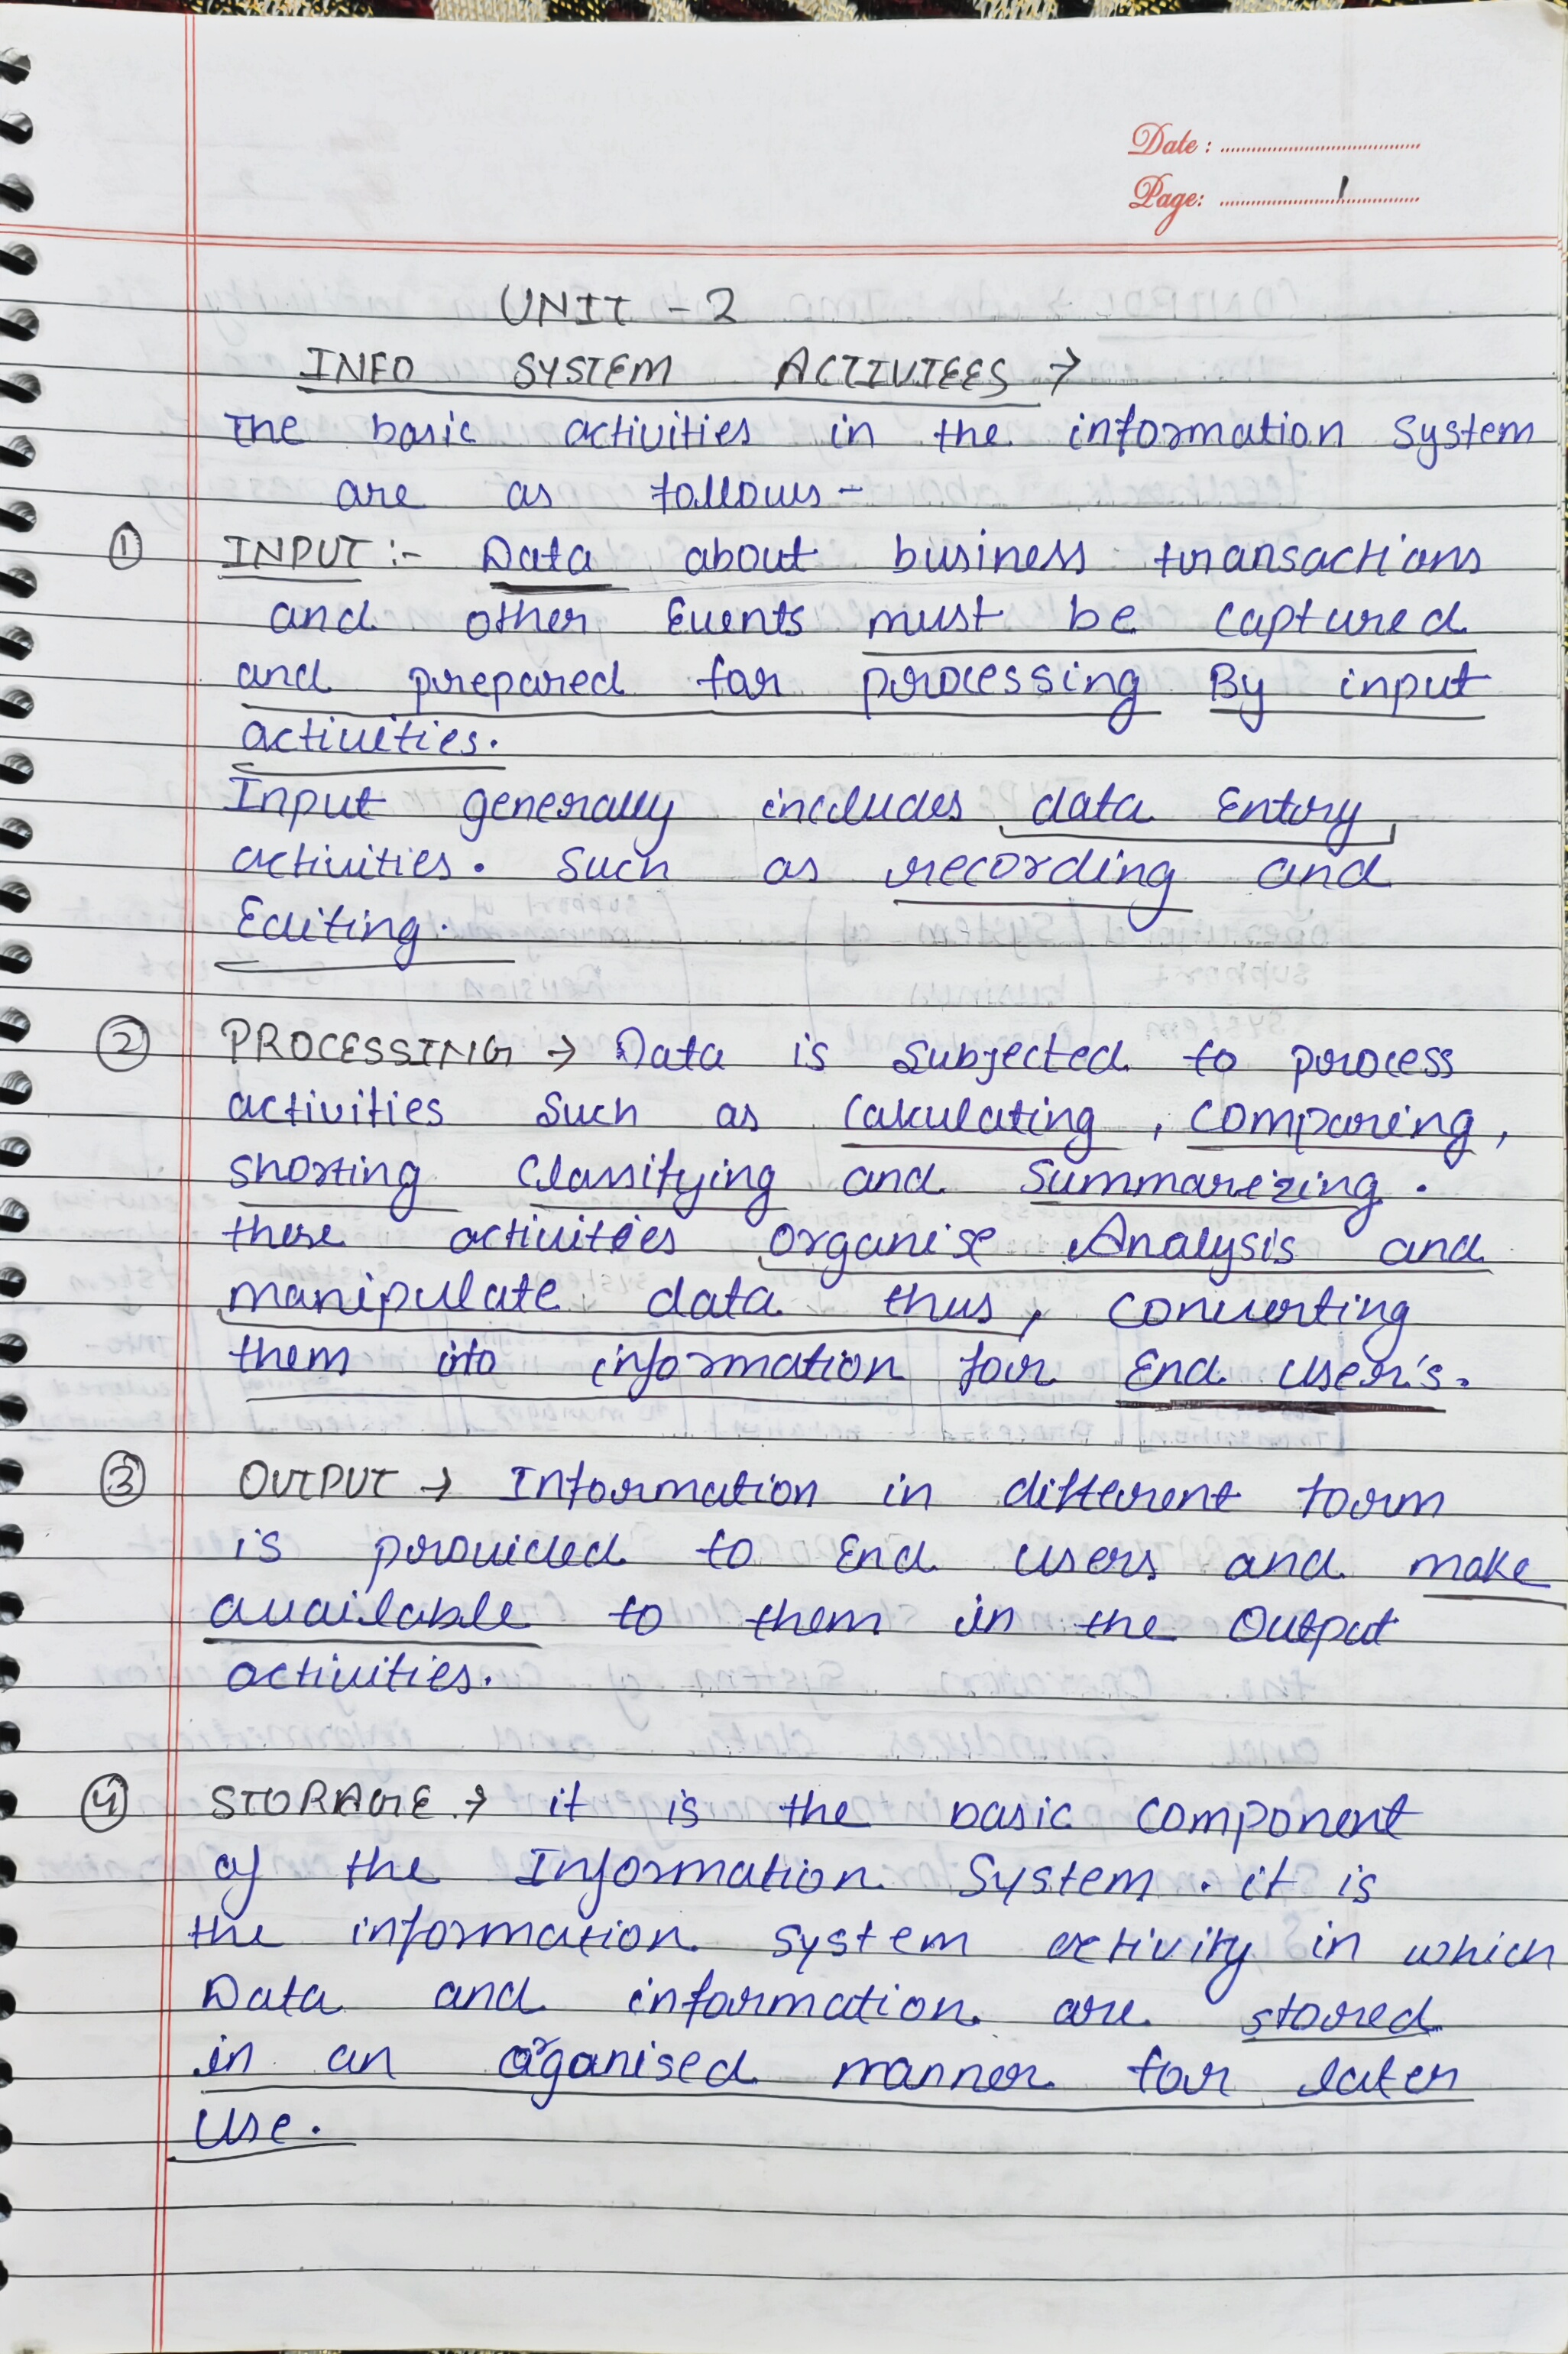 Date :
Page: 1
UNIT - 2
INFO SYSTEM ACTIVTEES →
The basic activities in the information System
are as follows -
① INPUT :- Data about business transactions
and other Events must be captured
and prepared for processing By input
activities.
Input generally includes data Entry
activities. Such as recording and
Editing.
② PROCESSING → Data is subjected to process
activities such as Calculating , Comparing ,
shorting Classifying and Summareizing .
these activities organise Analysis and
manipulate data thus, Converting
them into information for End User's.
③ OUTPUT → Information in different form
is provided to End users and make
available to them in the Output
activities.
④ STORAGE → it is the basic Component
of the Information System . it is
the information system activity in which
Data and information are stored
in an organised manner for later
Use .